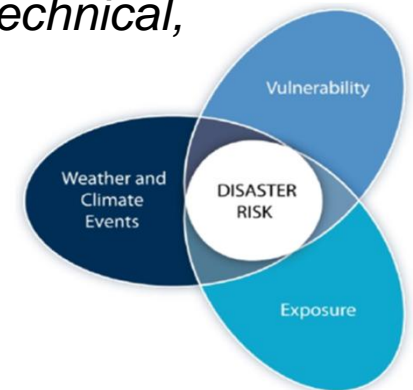 echnical,
Vulnerability
Weather and
Climate
Events
DISASTER
RISK
Exposure